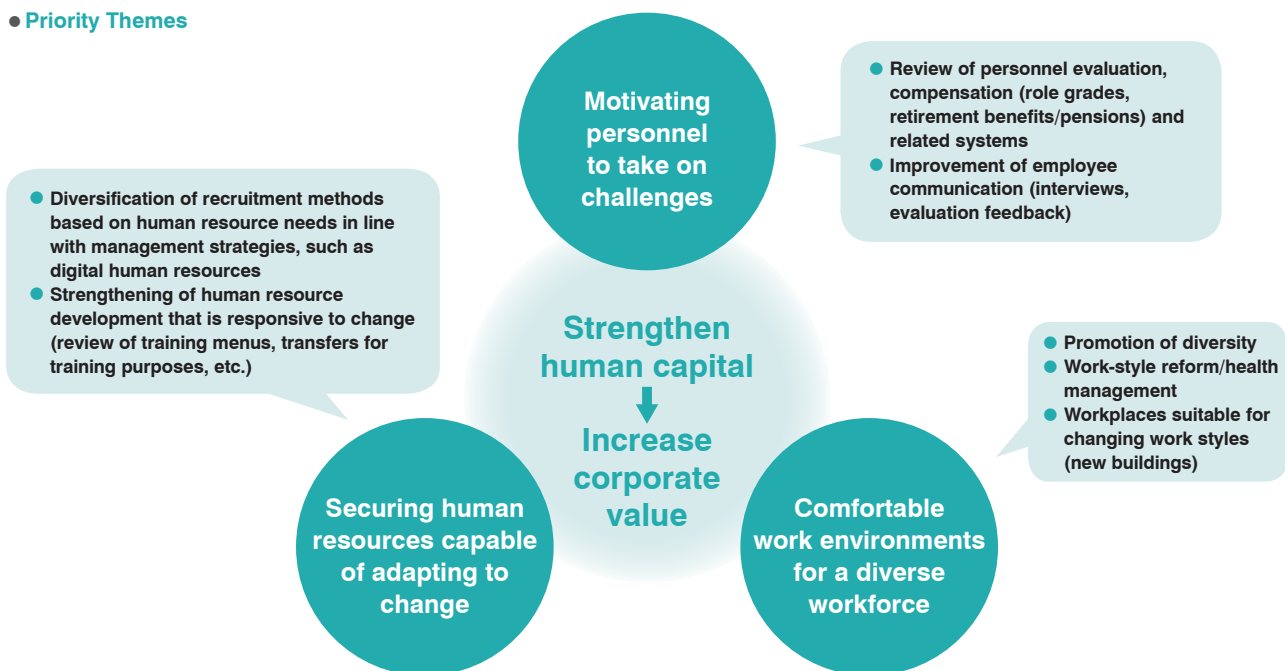 ● Priority Themes
Motivating
personnel
to take on
challenges
● Review of personnel evaluation,
compensation (role grades,
retirement benefits/pensions) and
related systems
● Improvement of employee
communication (interviews,
evaluation feedback)
● Diversification of recruitment methods
based on human resource needs in line
with management strategies, such as
digital human resources
● Strengthening of human resource
development that is responsive to change
(review of training menus, transfers for
training purposes, etc.)
Strengthen
human capital
Increase
corporate
value
● Promotion of diversity
● Work-style reform/health
management
● Workplaces suitable for
changing work styles
(new buildings)
Securing human
resources capable
of adapting to
change
Comfortable
work environments
for a diverse
workforce